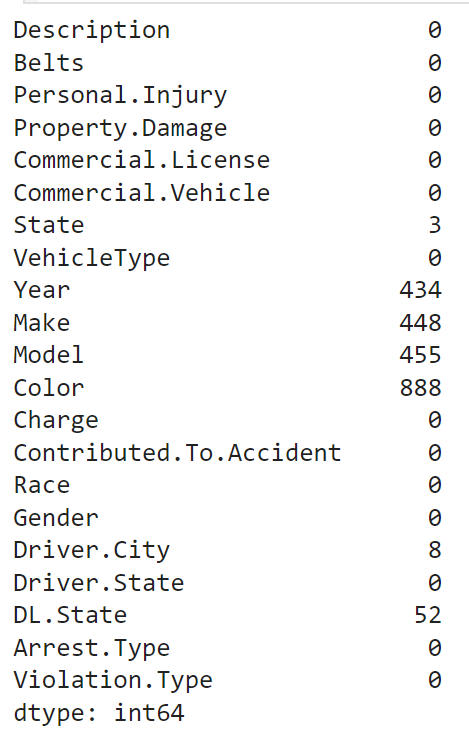 Description 0
Belts 0
Personal.Injury 0
Property.Damage 0
Commercial.License 0
Commercial.Vehicle 0
State 3
VehicleType 0
Year 434
Make 448
Model 455
Color 888
Charge 0
Contributed.To.Accident 0
Race 0
Gender 0
Driver.City 8
Driver.State 0
DL.State 52
Arrest.Type 0
Violation.Type 0
dtype: int64